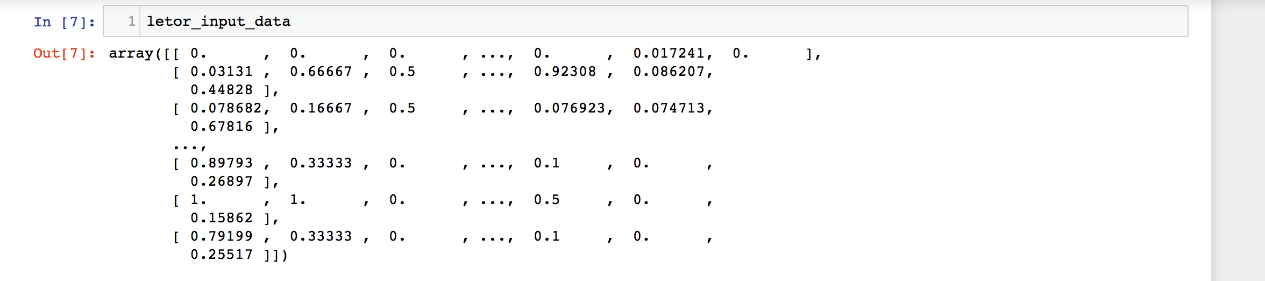 In [7]: 1 letor_input_data
Out[7]: array([[ 0. , 0. , 0. , ..., 0. , 0.017241, 0. ],
[ 0.03131 , 0.66667 , 0.5 , ..., 0.92308 , 0.086207,
0.44828 ],
[ 0.078682, 0.16667 , 0.5 , ..., 0.076923, 0.074713,
0.67816 ],
...,
[ 0.89793 , 0.33333 , 0. , ..., 0.1 , 0. ,
0.26897 ],
[ 1. , 1. , 0. , ..., 0.5 , 0. ,
0.15862 ],
[ 0.79199 , 0.33333 , 0. , ..., 0.1 , 0. ,
0.25517 ]])